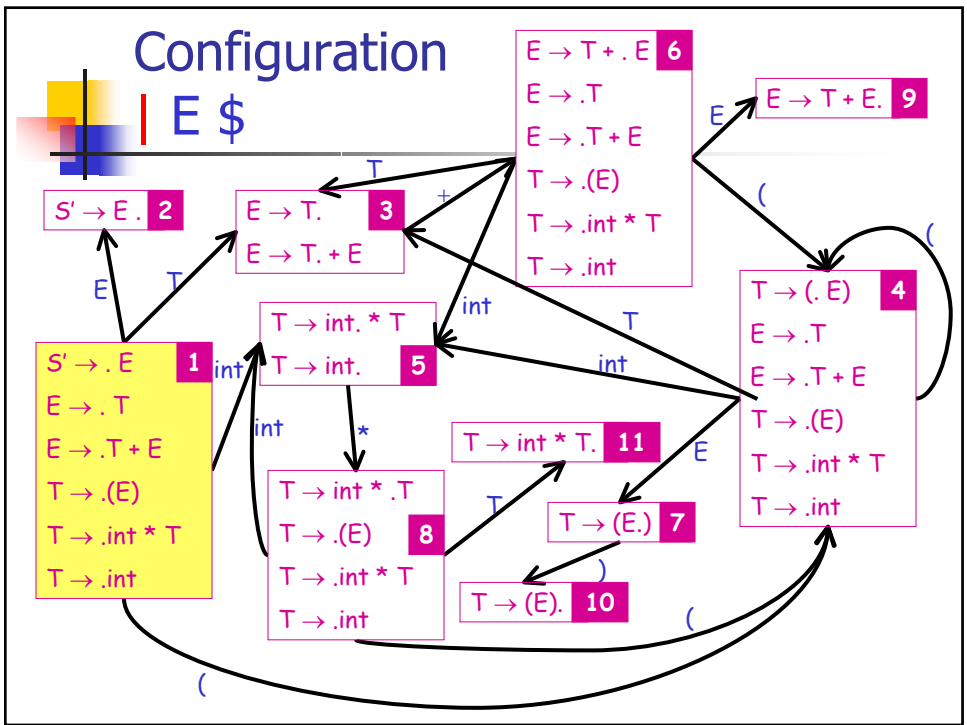 Configuration
| E $
E → T + . E 6
E → .T
E → .T + E
T → .(E)
T → .int * T
T → .int
E
E → T + E. 9
T
+
(
(
S' → E . 2
E → T. 3
E → T. + E
E
T
int
T
int
T → (. E) 4
E → .T
E → .T + E
T → .(E)
T → .int * T
T → .int
T → int. * T
T → int. 5
S' → . E 1
E → . T
E → .T + E
T → .(E)
T → .int * T
T → .int
int
int
*
T → int * T. 11
E
T → int * .T
T → .(E) 8
T → .int * T
T → .int
T
T → (E.) 7
)
T → (E). 10
(
(